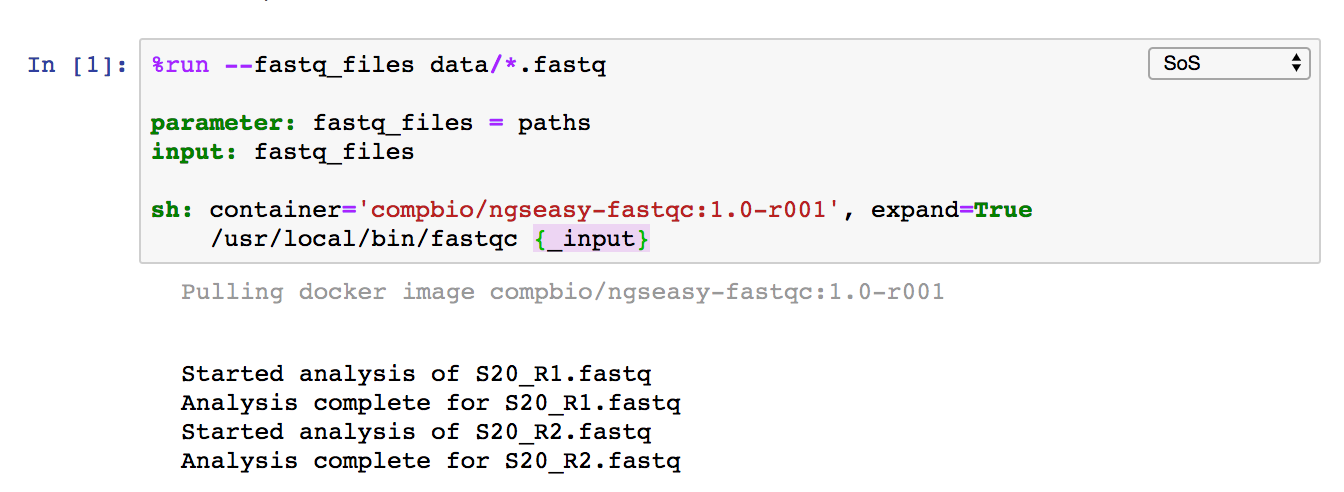 In [1]: %run --fastq_files data/*.fastq
SoS
parameter: fastq_files = paths
input: fastq_files
sh: container='compbio/ngseasy-fastqc:1.0-r001', expand=True
/usr/local/bin/fastqc {_input}
Pulling docker image compbio/ngseasy-fastqc:1.0-r001
Started analysis of S20_R1.fastq
Analysis complete for S20_R1.fastq
Started analysis of S20_R2.fastq
Analysis complete for S20_R2.fastq